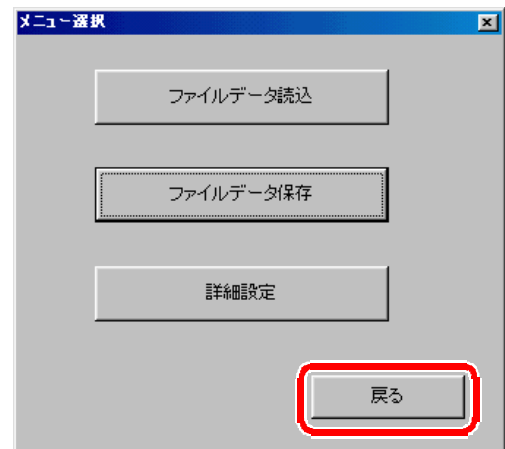 メニュー選択
ファイルデータ読込
ファイルデータ保存
詳細設定
戻る